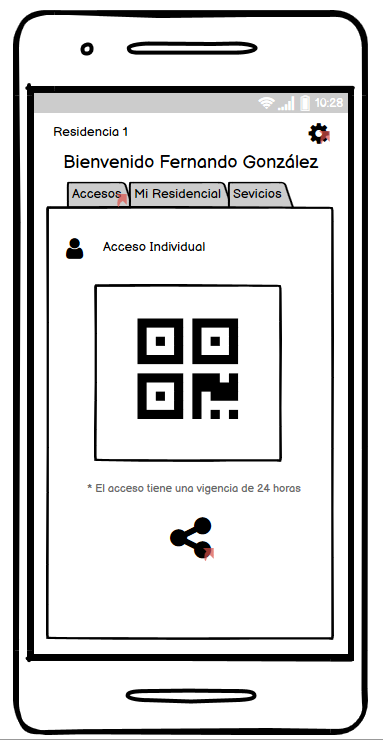 10:28
Residencia 1
Bienvenido Fernando González
Accesos Mi Residencial Sevicios
Acceso Individual
* El acceso tiene una vigencia de 24 horas